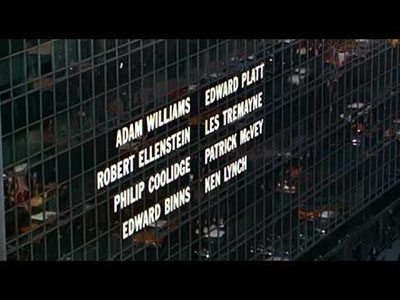 ADAM WILLIAMS
ROBERT ELLENSTEIN
PHILIP COOLIDGE
EDWARD BINNS
EDWARD PLATT
LES TREMAYNE
PATRICK McVEY
KEN LYNCH